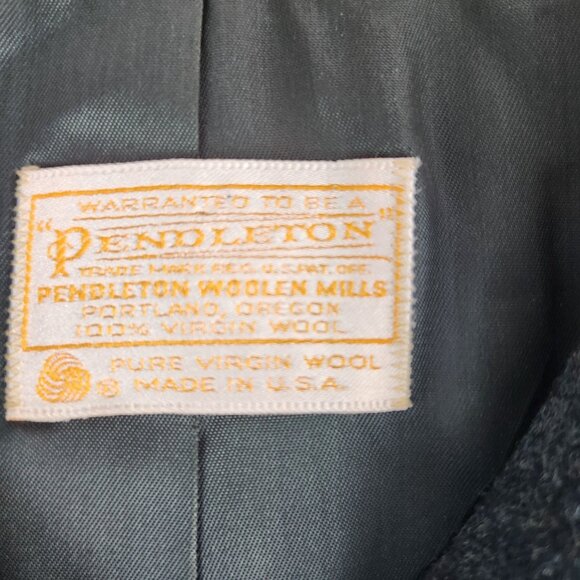 WARRANTED TO BE A
"PENDLETON"
TRADE MARK REG. U.S. PAT. OFF.
PENDLETON WOOLEN MILLS
PORTLAND, OREGON
100% VIRGIN WOOL
® PURE VIRGIN WOOL
MADE IN U.S.A.